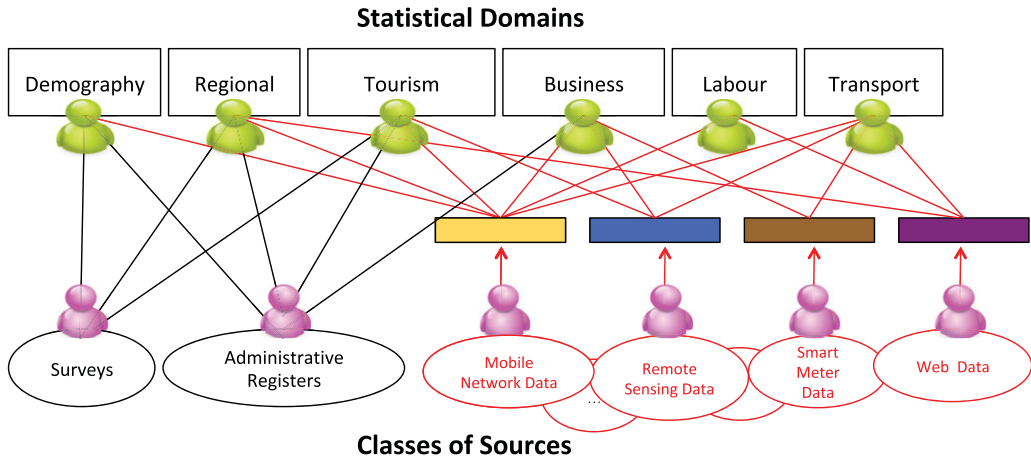 Statistical Domains
Demography
Regional
Tourism
Business
Labour
Transport
Surveys
Administrative
Registers
Mobile
Network Data
...
Remote
Sensing Data
Smart
Meter
Data
Web Data
Classes of Sources